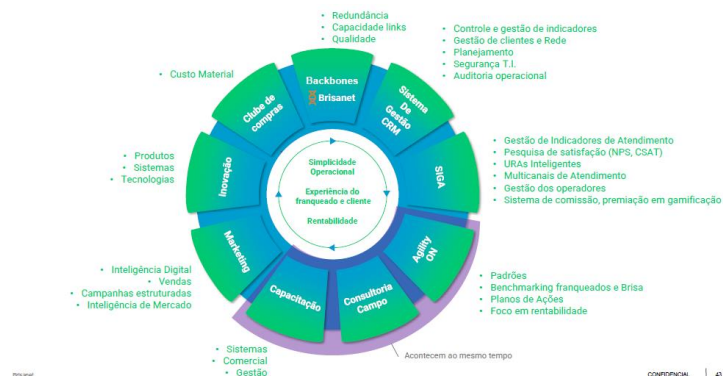 • Redundância
• Capacidade links
• Qualidade
• Controle e gestão de indicadores
• Gestão de clientes e Rede
• Planejamento
• Segurança T.I.
• Auditoria operacional
• Custo Material
Backbones
Brisanet
Sistema
De
Gestão
CRM
Clube de
compras
• Gestão de Indicadores de Atendimento
• Pesquisa de satisfação (NPS, CSAT)
• URAs Inteligentes
• Multicanais de Atendimento
• Gestão dos operadores
• Sistema de comissão, premiação em gamificação
SIGA
• Produtos
• Sistemas
• Tecnologias
Inovação
Simplicidade
Operacional
Experiência do
franqueado e cliente
Rentabilidade
Marketing
Agility
ON
• Inteligência Digital
• Vendas
• Campanhas estruturadas
• Inteligência de Mercado
• Padrões
• Benchmarking franqueados e Brisa
• Planos de Ações
• Foco em rentabilidade
Capacitação
Consultoria
Campo
• Sistemas
• Comercial
• Gestão
Acontecem ao mesmo tempo
CONFIDENCIAL | 43